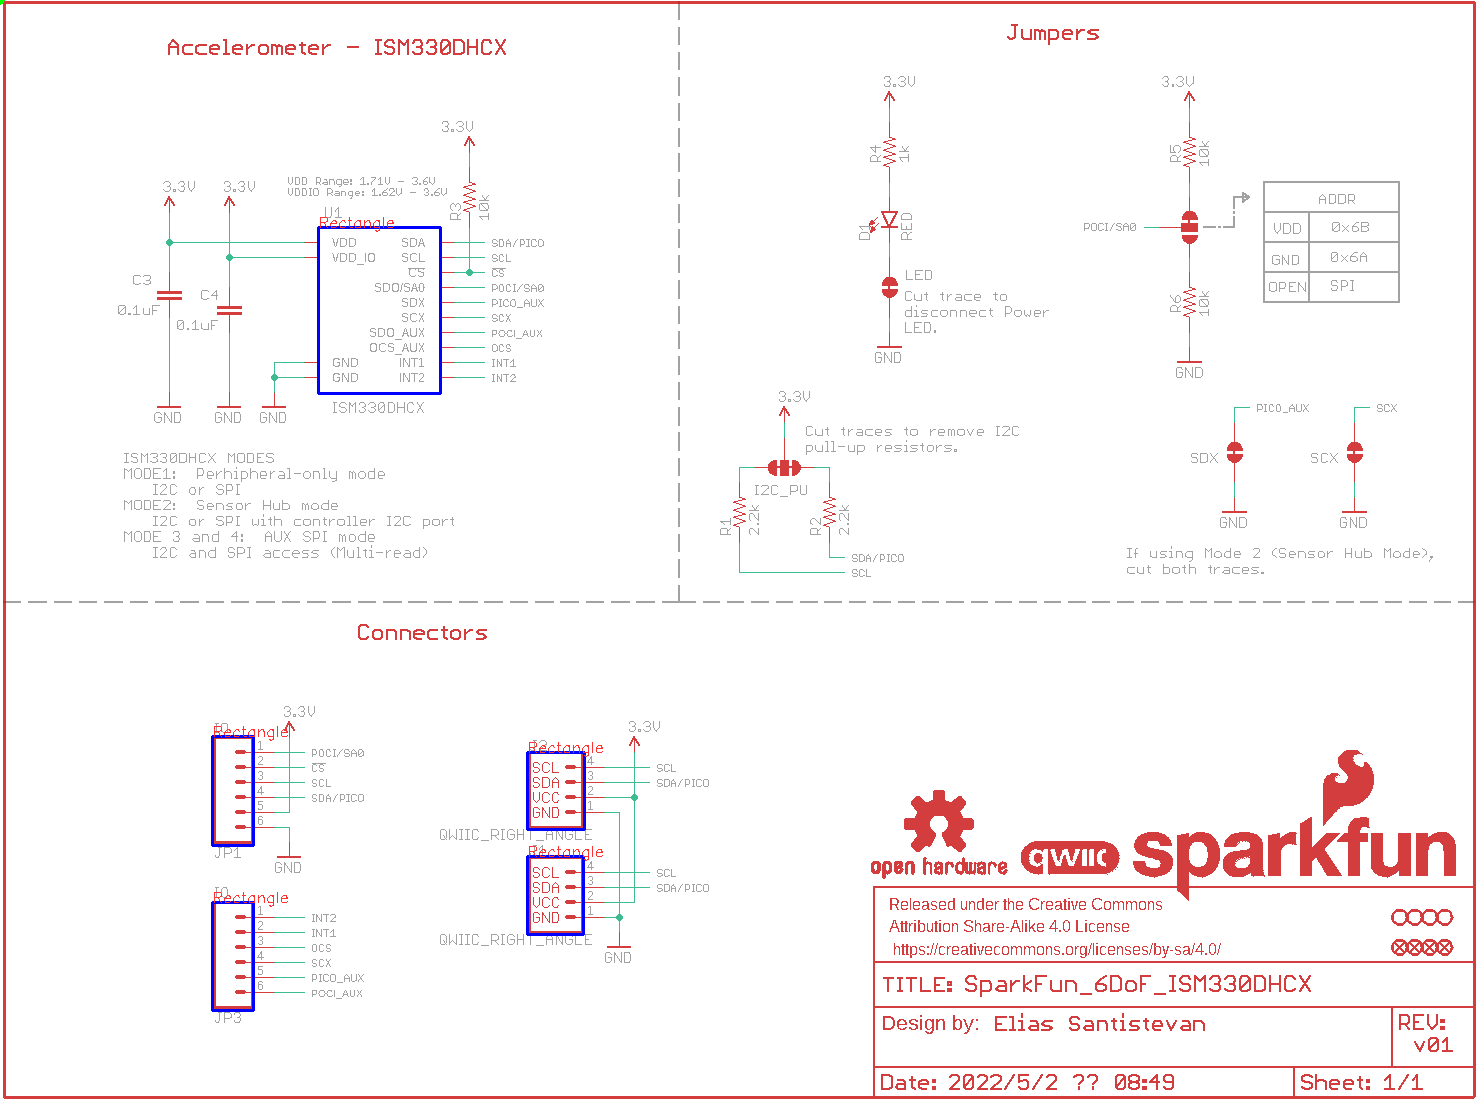 Accelerometer - ISM330DHCX
3.3V
3.3V
3.3V
VDD Range: 1.71V - 3.6V
VDDIO Range: 1.62V - 3.6V
R3
10k
U1
Rectangle
VDD
VDD_IO
GND
GND
SDA
SCL
CS
SDO/SA0
SDX
SCX
SDO_AUX
OCS_AUX
INT1
INT2
SDA/PICO
SCL
CS
POCI/SA0
PICO_AUX
SCX
POCI_AUX
OCS
INT1
INT2
C3
0.1uF
C4
0.1uF
GND
GND
GND
ISM330DHCX
ISM330DHCX MODES
MODE1: Perhipheral-only mode
I2C or SPI
MODE2: Sensor Hub mode
I2C or SPI with controller I2C port
MODE 3 and 4: AUX SPI mode
I2C and SPI access (Multi-read)
Jumpers
3.3V
R4
1k
D1
RED
LED
Cut trace to
disconnect Power
LED.
GND
3.3V
R5
10k
POCI/SA0
R6
10k
GND
ADDR
VDD 0x6B
GND 0x6A
OPEN SPI
3.3V
Cut traces to remove I2C
pull-up resistors.
I2C_PU
R1
2.2k
R2
2.2k
SDA/PICO
SCL
PICO_AUX
SDX
GND
SCX
SCX
GND
If using Mode 2 (Sensor Hub Mode),
cut both traces.
Connectors
3.3V
Rectangle
1
2
3
4
5
6
POCI/SA0
CS
SCL
SDA/PICO
JP1
GND
Rectangle
1
2
3
4
5
6
INT2
INT1
OCS
SCX
PICO_AUX
POCI_AUX
JP3
3.3V
Rectangle
SCL 4
SDA 3
VCC 2
GND 1
SCL
SDA/PICO
QWIIC_RIGHT_ANGLE
Rectangle
SCL 4
SDA 3
VCC 2
GND 1
SCL
SDA/PICO
QWIIC_RIGHT_ANGLE
GND
open hardware
qwiic
sparkfun
Released under the Creative Commons
Attribution Share-Alike 4.0 License
https://creativecommons.org/licenses/by-sa/4.0/
TITLE: SparkFun_6DoF_ISM330DHCX
Design by: Elias Santistevan
REV:
v01
Date: 2022/5/2 ?? 08:49
Sheet: 1/1